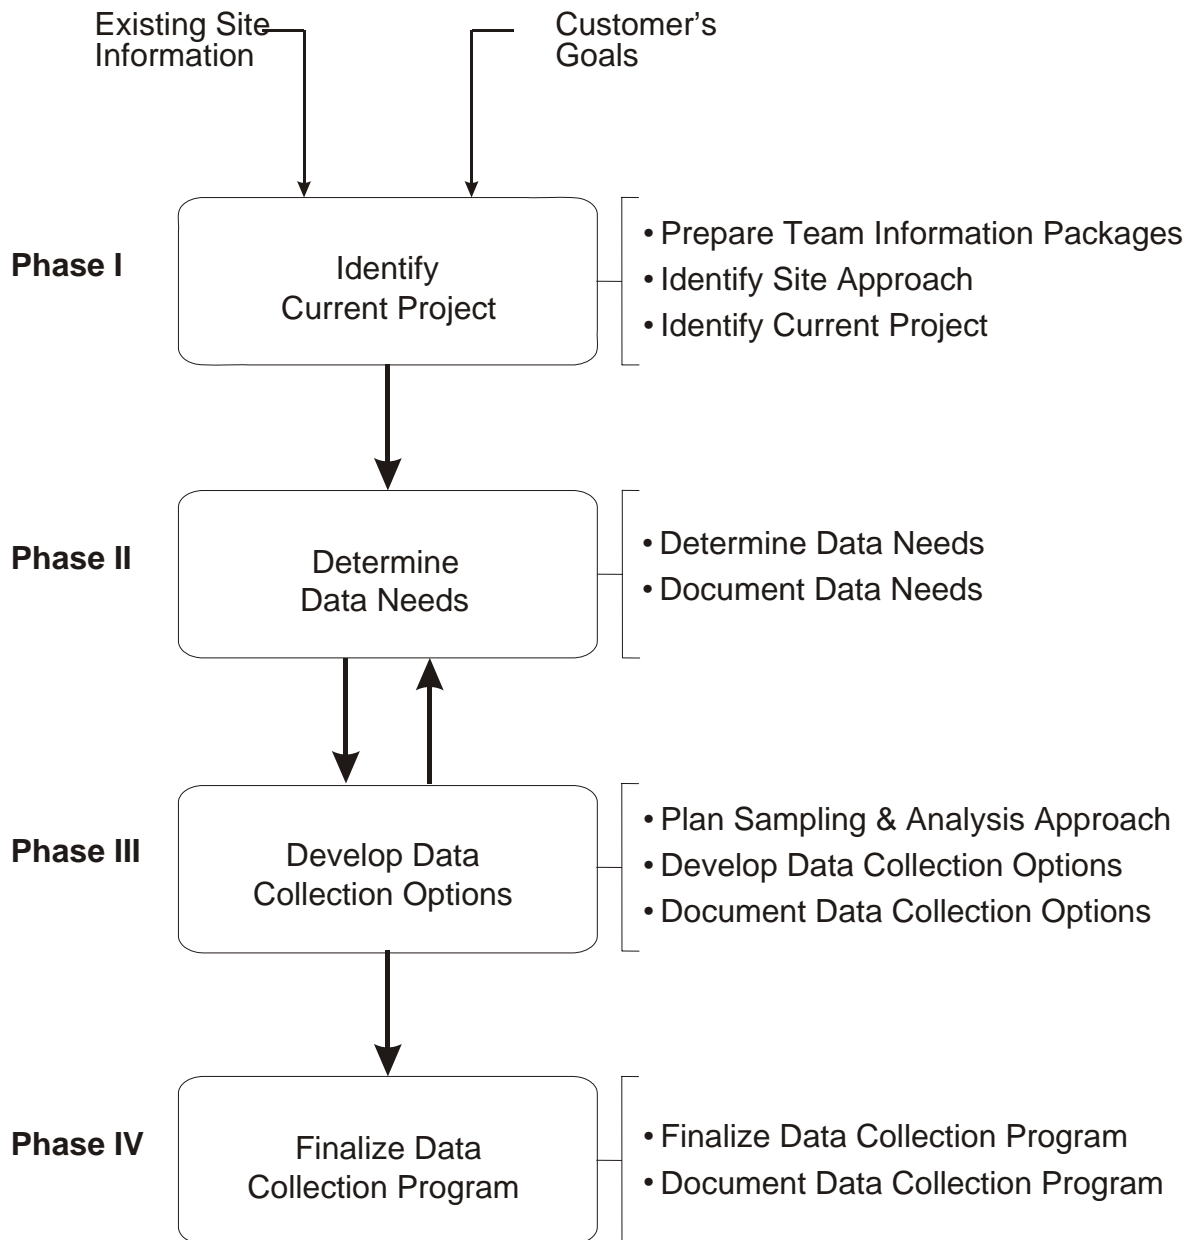 Existing Site
Information
Customer's
Goals
Phase I
Identify
Current Project
• Prepare Team Information Packages
• Identify Site Approach
• Identify Current Project
Phase II
Determine
Data Needs
• Determine Data Needs
• Document Data Needs
Phase III
Develop Data
Collection Options
• Plan Sampling & Analysis Approach
• Develop Data Collection Options
• Document Data Collection Options
Phase IV
Finalize Data
Collection Program
• Finalize Data Collection Program
• Document Data Collection Program